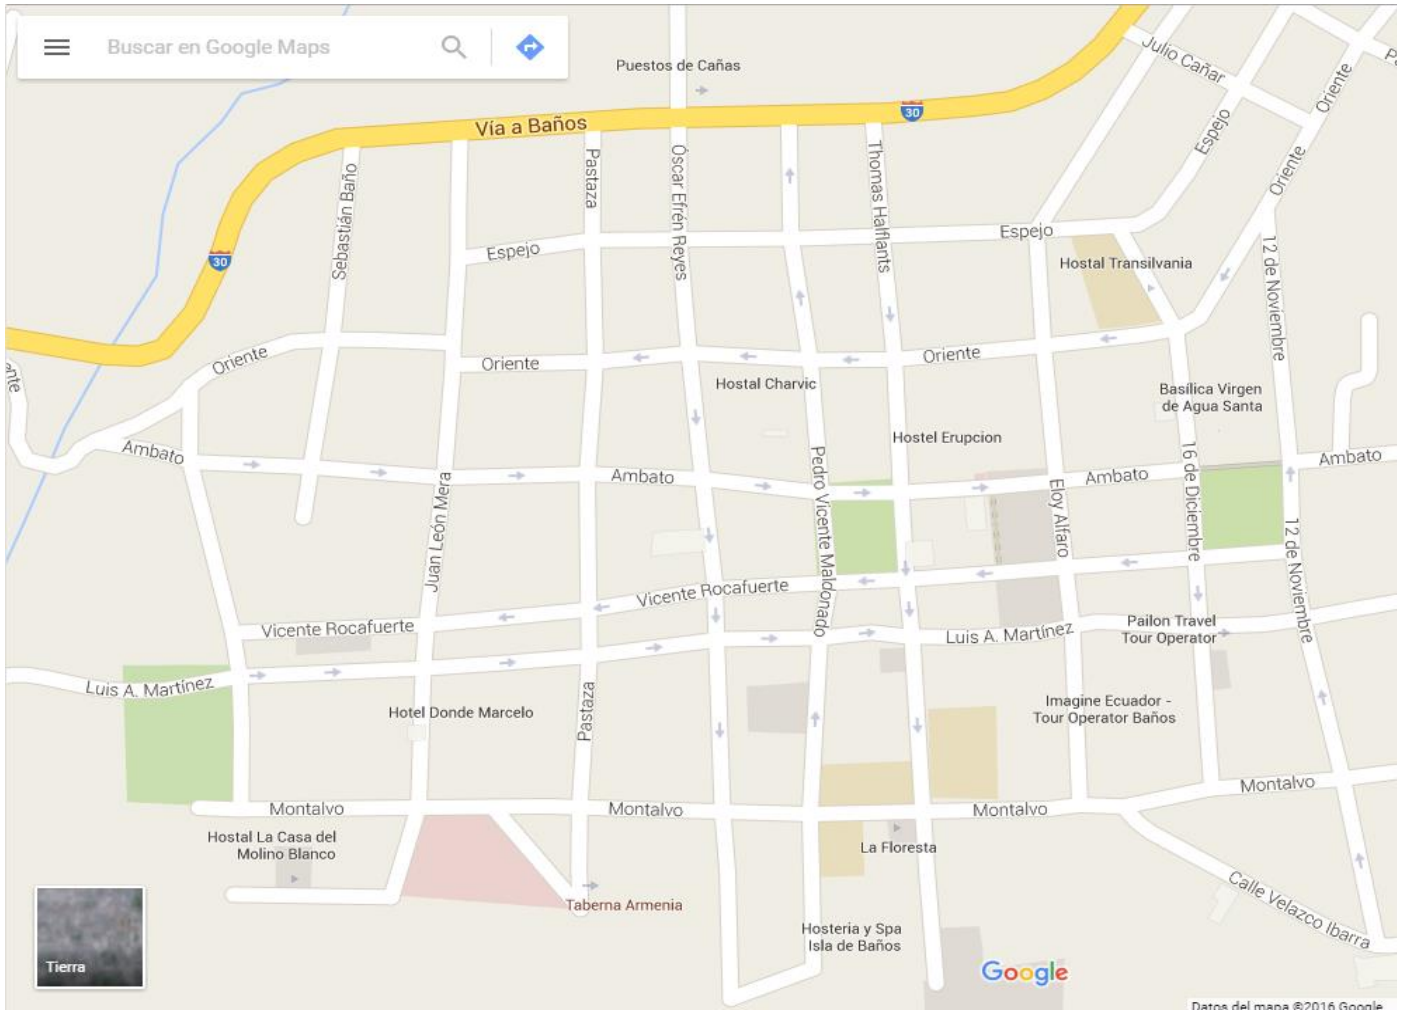 Buscar en Google Maps
Puestos de Cañas
Julio Cañar
Oriente
Vía a Baños
30
Espejo
Pastaza
Óscar Efrén Reyes
Thomas Halflants
Sebastián Baño
Oriente
Espejo
Espejo
12 de Noviembre
30
Hostal Transilvania
Oriente
Oriente
Oriente
Hostal Charvic
Basílica Virgen
de Agua Santa
Hostel Erupcion
Ambato
Ambato
Ambato
Ambato
Juan León Mera
Pedro Vicente Maldonado
Eloy Alfaro
16 de Diciembre
12 de Noviembre
Vicente Rocafuerte
Vicente Rocafuerte
Luis A. Martínez
Pailon Travel
Tour Operator
Luis A. Martínez
Pastaza
Hotel Donde Marcelo
Imagine Ecuador -
Tour Operator Baños
Montalvo
Montalvo
Montalvo
Montalvo
Hostal La Casa del
Molino Blanco
La Floresta
Taberna Armenia
Calle Velazco Ibarra
Hosteria y Spa
Isla de Baños
Tierra
Google
Datos del mapa ©2016 Google